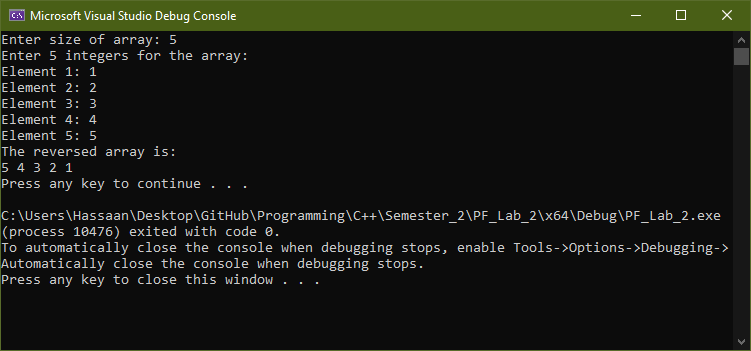 Microsoft Visual Studio Debug Console
Enter size of array: 5
Enter 5 integers for the array:
Element 1: 1
Element 2: 2
Element 3: 3
Element 4: 4
Element 5: 5
The reversed array is:
5 4 3 2 1
Press any key to continue . . .
C:\Users\Hassaan\Desktop\GitHub\Programming\C++\Semester_2\PF_Lab_2\x64\Debug\PF_Lab_2.exe
(process 10476) exited with code 0.
To automatically close the console when debugging stops, enable Tools->Options->Debugging->
Automatically close the console when debugging stops.
Press any key to close this window . . .